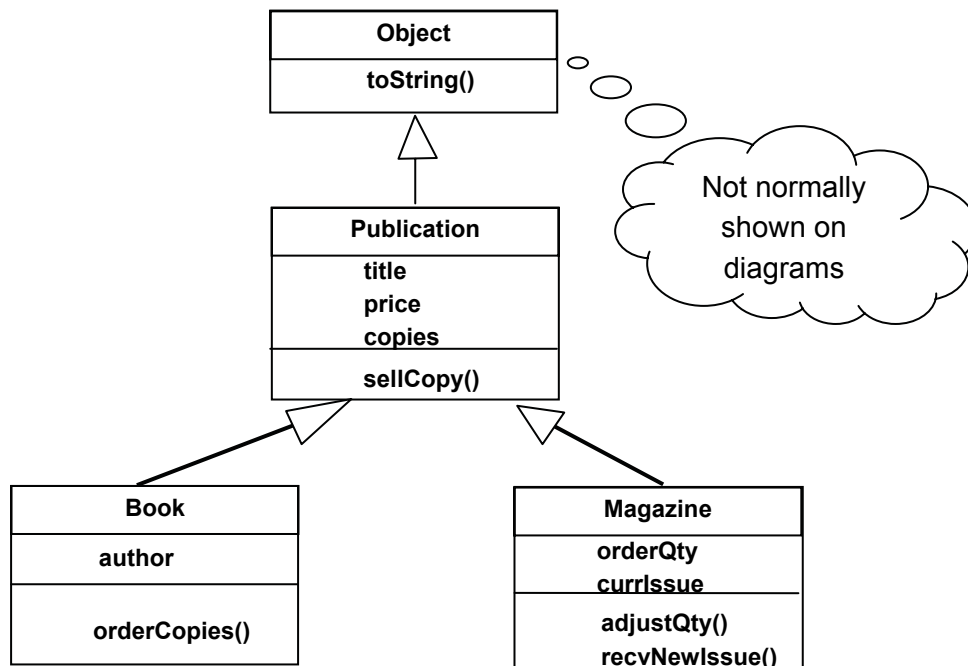 Object
toString()
Not normally
shown on
diagrams
Publication
title
price
copies
sellCopy()
Book
author
orderCopies()
Magazine
orderQty
currIssue
adjustQty()
recvNewIssue()